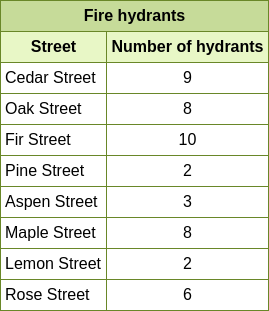 Fire hydrants
Street Number of hydrants
Cedar Street 9
Oak Street 8
Fir Street 10
Pine Street 2
Aspen Street 3
Maple Street 8
Lemon Street 2
Rose Street 6